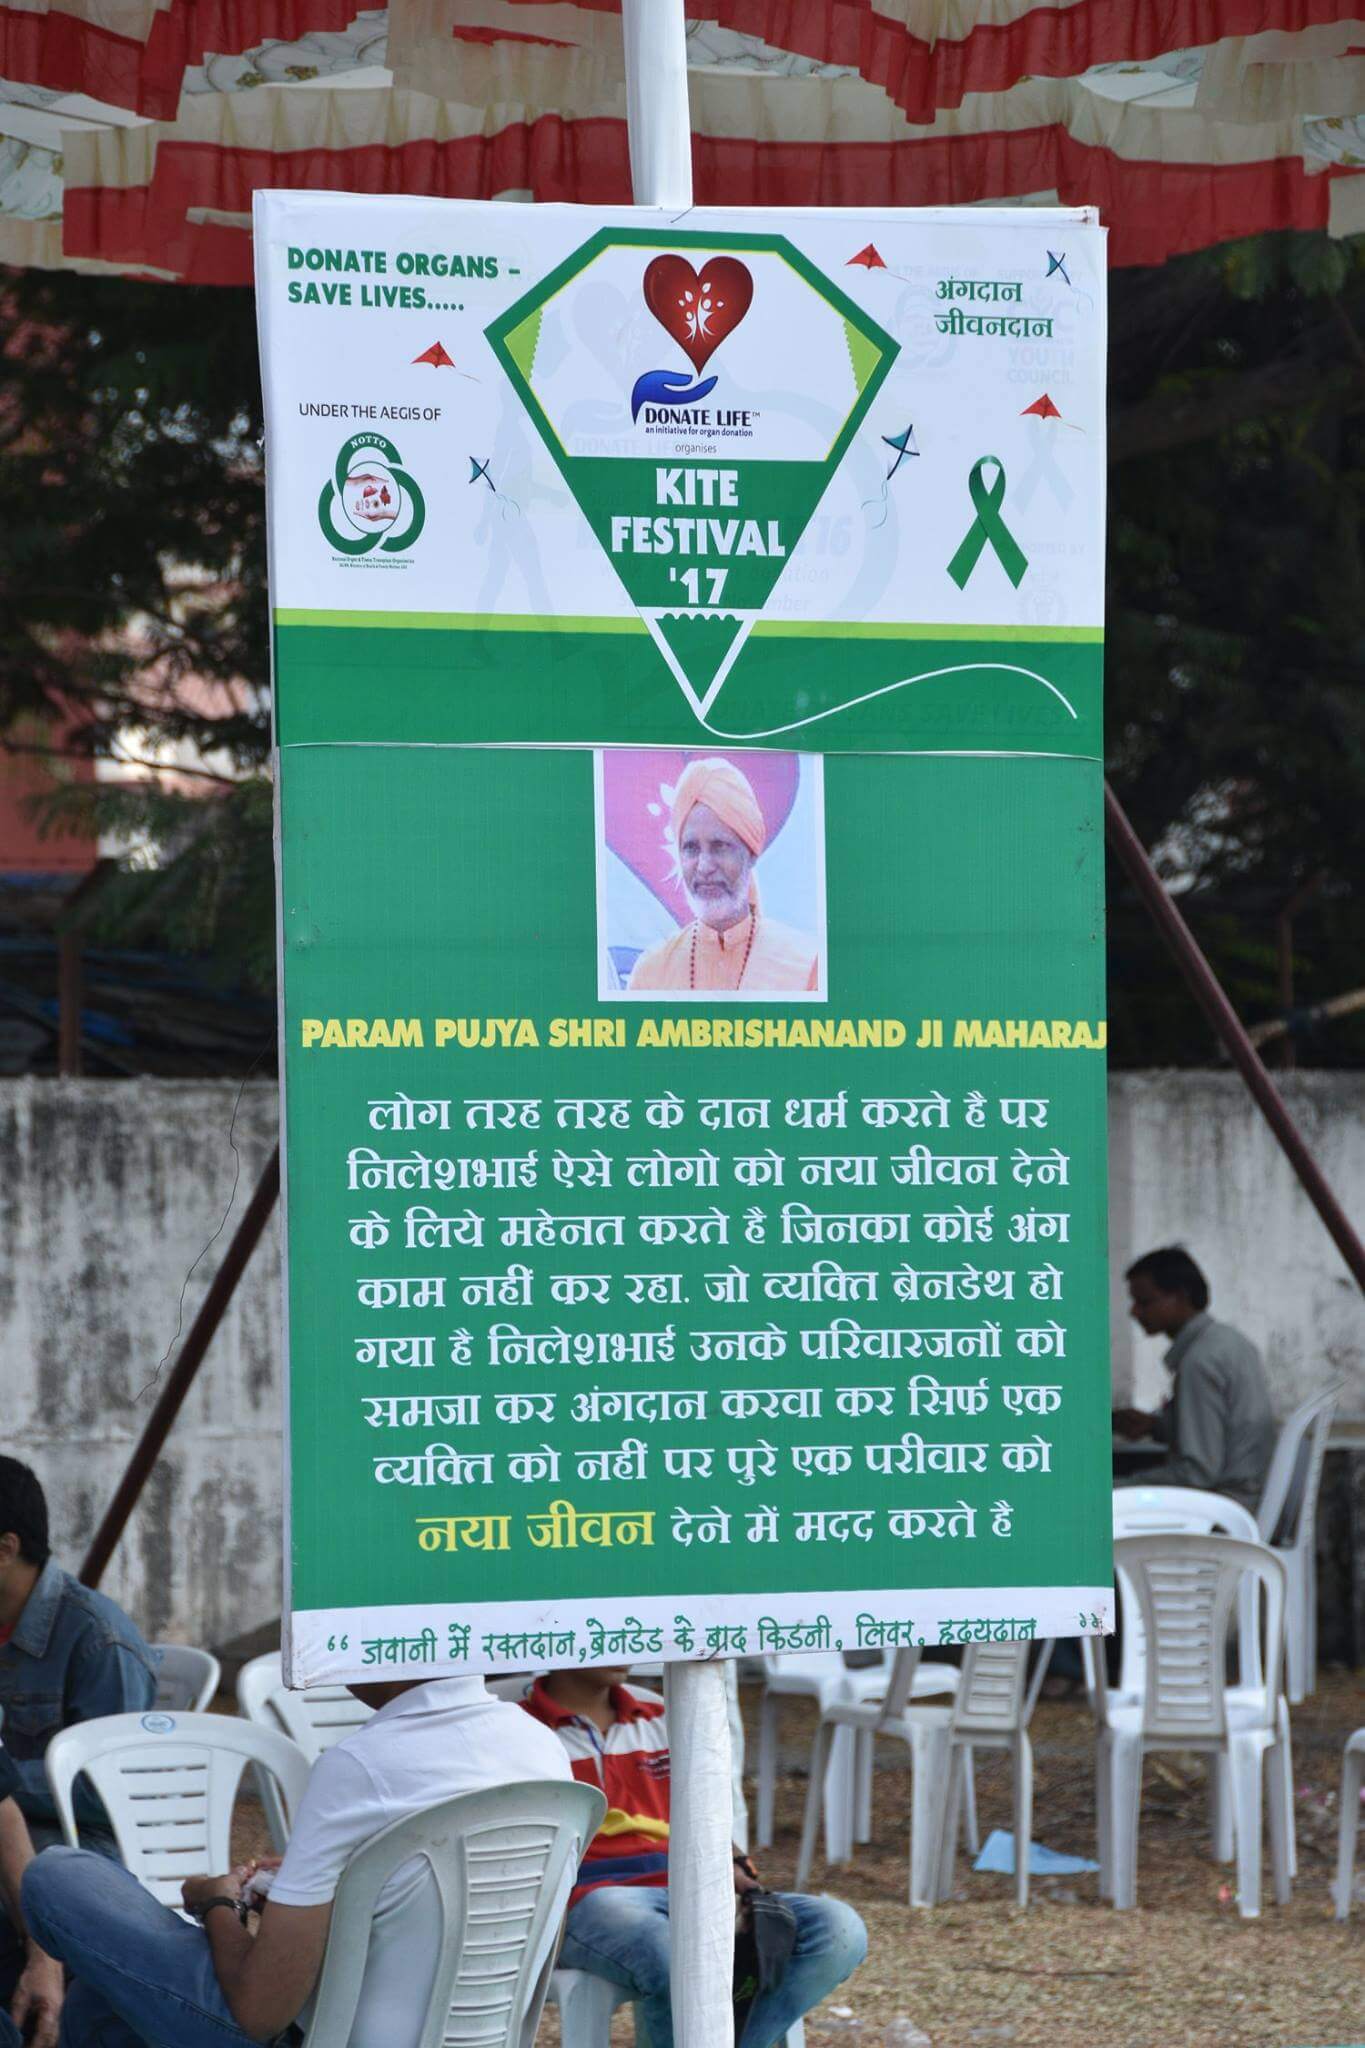 DONATE ORGANS –
SAVE LIVES.....
अंगदान
जीवनदान
UNDER THE AEGIS OF
NOTTO
DONATE LIFE™
an initiative for organ donation
organises
KITE
FESTIVAL
'17
PARAM PUJYA SHRI AMBRISHANAND JI MAHARAJ
लोग तरह तरह के दान धर्म करते है पर
निलेशभाई ऐसे लोगो को नया जीवन देने
के लिये महेनत करते है जिनका कोई अंग
काम नहीं कर रहा. जो व्यक्ति ब्रेनडेथ हो
गया है निलेशभाई उनके परिवारजनों को
समजा कर अंगदान करवा कर सिर्फ एक
व्यक्ति को नहीं पर पुरे एक परीवार को
नया जीवन देने में मदद करते है
“ जवानी में रक्तदान, ब्रेनडेड के बाद किडनी, लिवर, हृदयदान ”